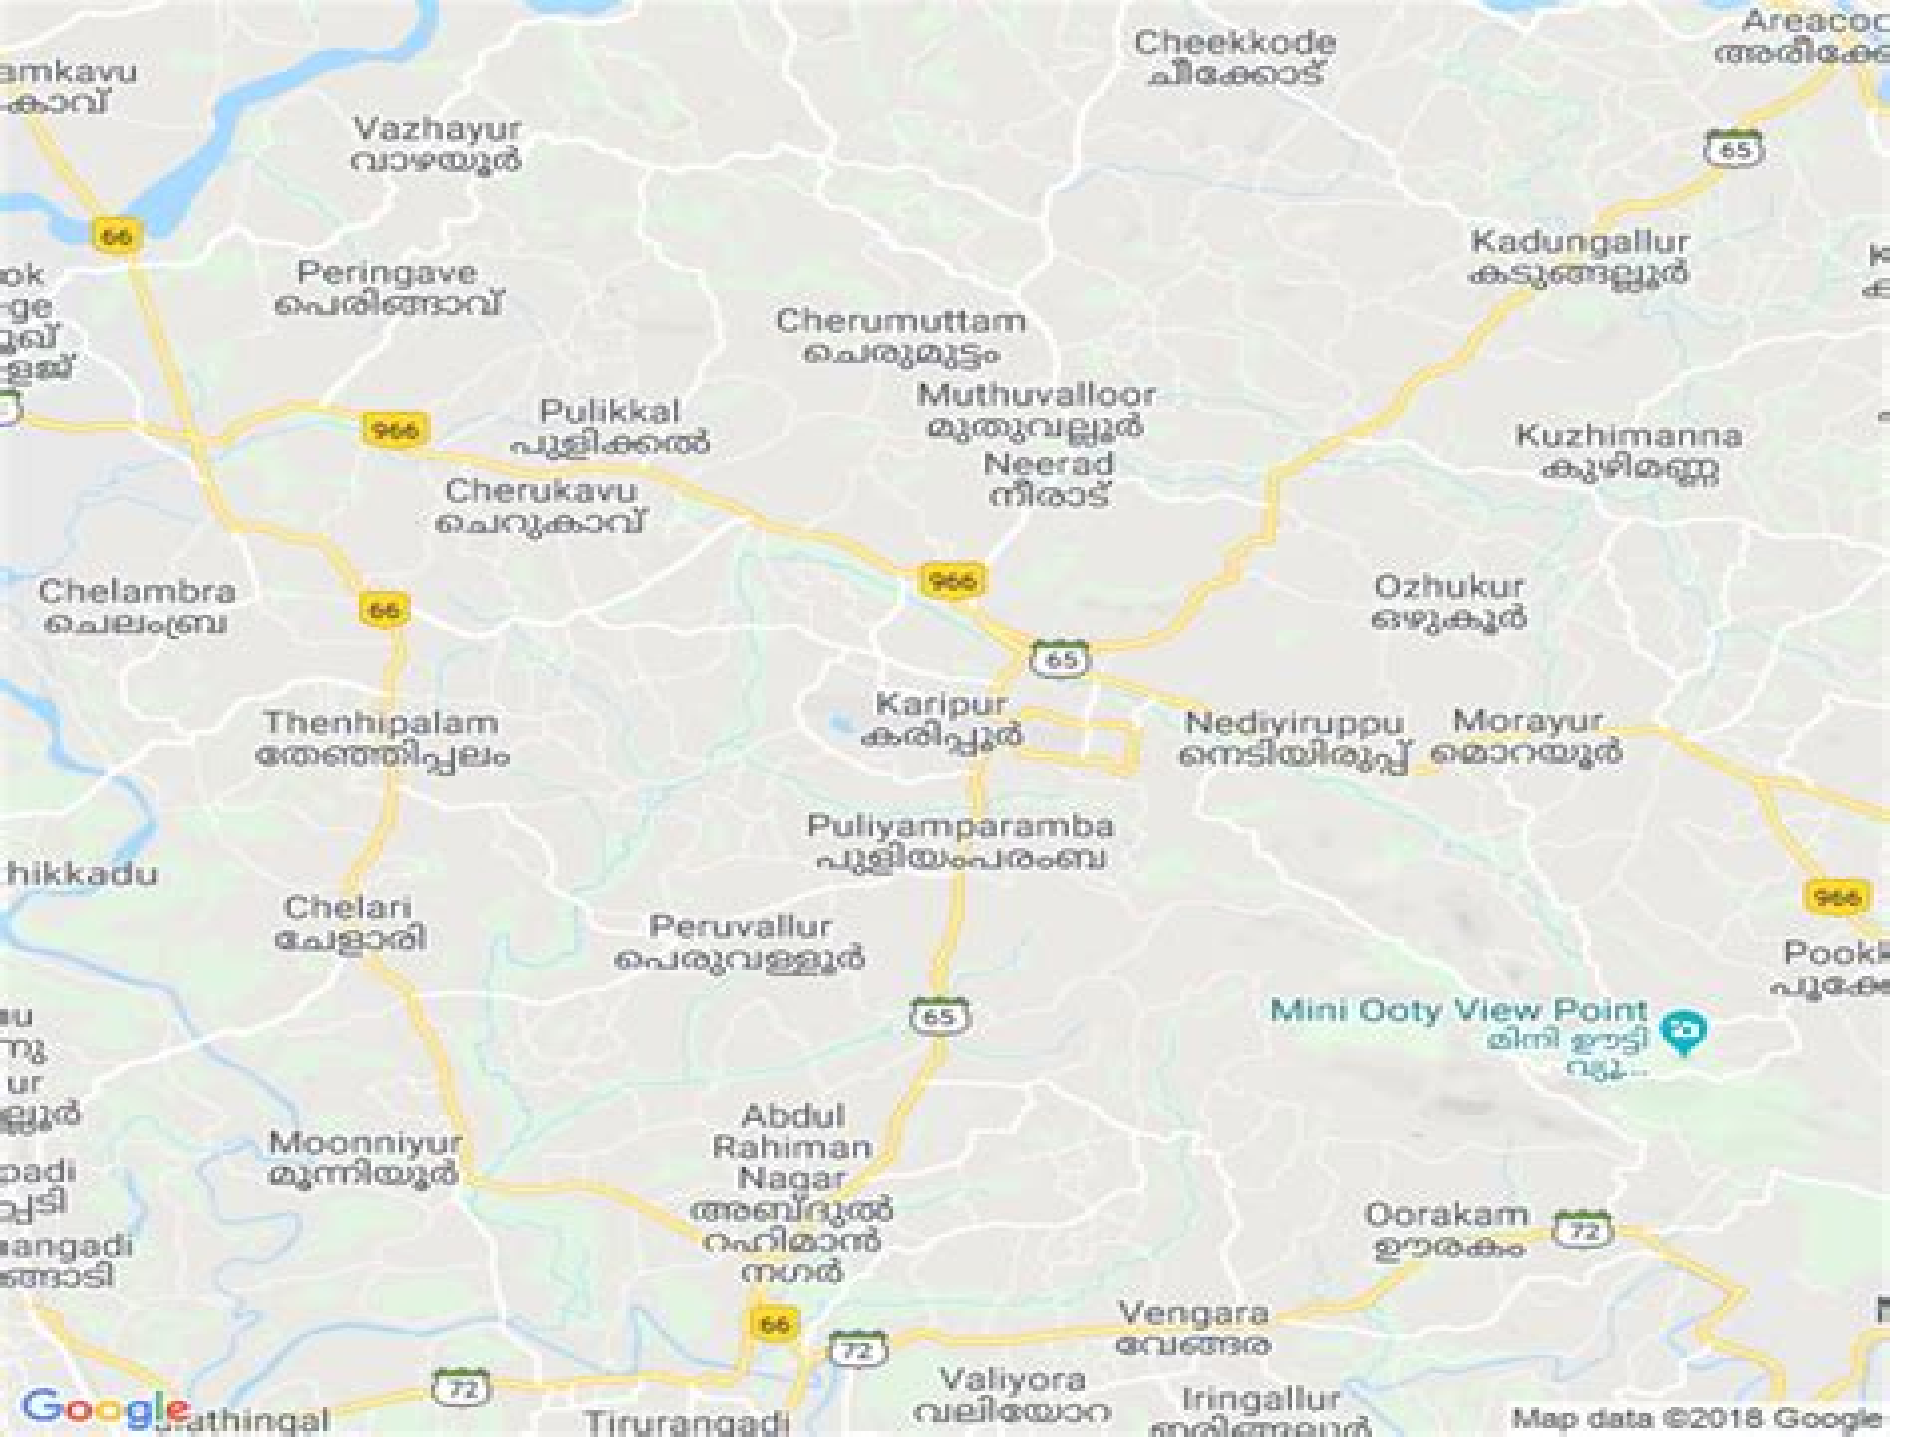 Cheekkode
ചീക്കോട്
65
Vazhayur
വാഴയൂർ
66
Kadungallur
കടുങ്ങല്ലൂർ
Peringave
പെരിങ്ങാവ്
Cherumuttam
ചെരുമുട്ടം
Muthuvalloor
മുതുവല്ലൂർ
Pulikkal
പുളിക്കൽ
966
Kuzhimanna
കുഴിമണ്ണ
Neerad
നീരാട്
Cherukavu
ചെറുകാവ്
966
Chelambra
ചെലംബ്ര
66
Ozhukur
ഒഴുകൂർ
65
Karipur
കരിപ്പൂർ
Thenhipalam
തേഞ്ഞിപ്പലം
Nediyiruppu
നെടിയിരുപ്പ്
Morayur
മൊറയൂർ
Puliyamparamba
പുളിയംപരംബ
966
Chelari
ചേളാരി
Peruvallur
പെരുവള്ളൂർ
65
Mini Ooty View Point
മിനി ഊട്ടി
വ്യൂ...
Abdul
Rahiman
Nagar
അബ്ദുൽ
റഹിമാൻ
നഗർ
Moonniyur
മൂന്നിയൂർ
Oorakam
ഊരകം
72
Vengara
വേങ്ങര
66
72
72
Valiyora
വലിയോറ
Iringallur
Tirurangadi
Google
Map data ©2018 Google